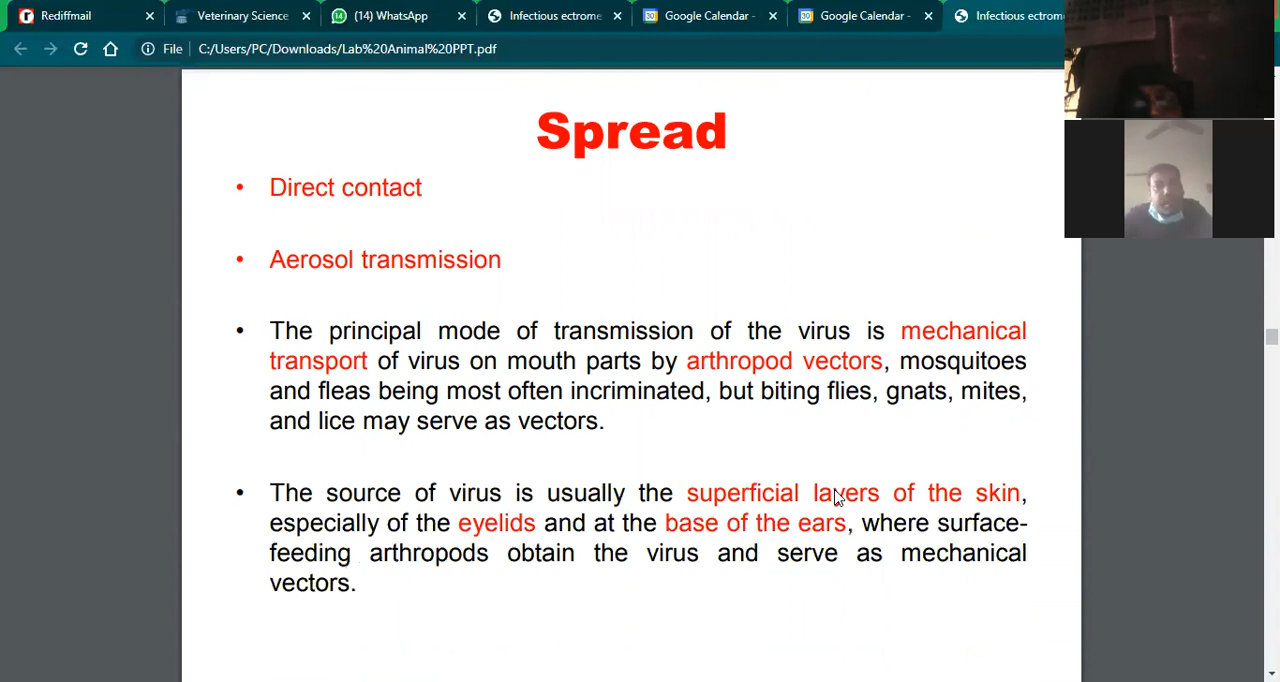 Rediffmail
Veterinary Science
(14) WhatsApp
Infectious ectrome
Google Calendar -
Google Calendar -
Infectious ectrom
File
C:/Users/PC/Downloads/Lab%20Animal%20PPT.pdf
Spread
• Direct contact
• Aerosol transmission
• The principal mode of transmission of the virus is mechanical
transport of virus on mouth parts by arthropod vectors, mosquitoes
and fleas being most often incriminated, but biting flies, gnats, mites,
and lice may serve as vectors.
• The source of virus is usually the superficial layers of the skin,
especially of the eyelids and at the base of the ears, where surface-
feeding arthropods obtain the virus and serve as mechanical
vectors.